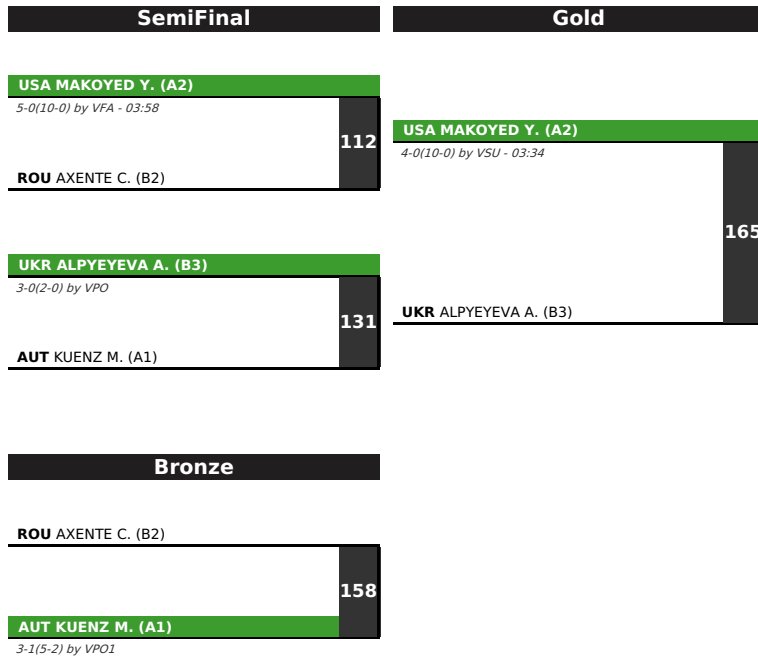 SemiFinal
USA MAKOYED Y. (A2)
5-0(10-0) by VFA - 03:58
112
ROU AXENTE C. (B2)
UKR ALPYEYEVA A. (B3)
3-0(2-0) by VPO
131
AUT KUENZ M. (A1)
Gold
USA MAKOYED Y. (A2)
4-0(10-0) by VSU - 03:34
165
UKR ALPYEYEVA A. (B3)
Bronze
ROU AXENTE C. (B2)
158
AUT KUENZ M. (A1)
3-1(5-2) by VPO1